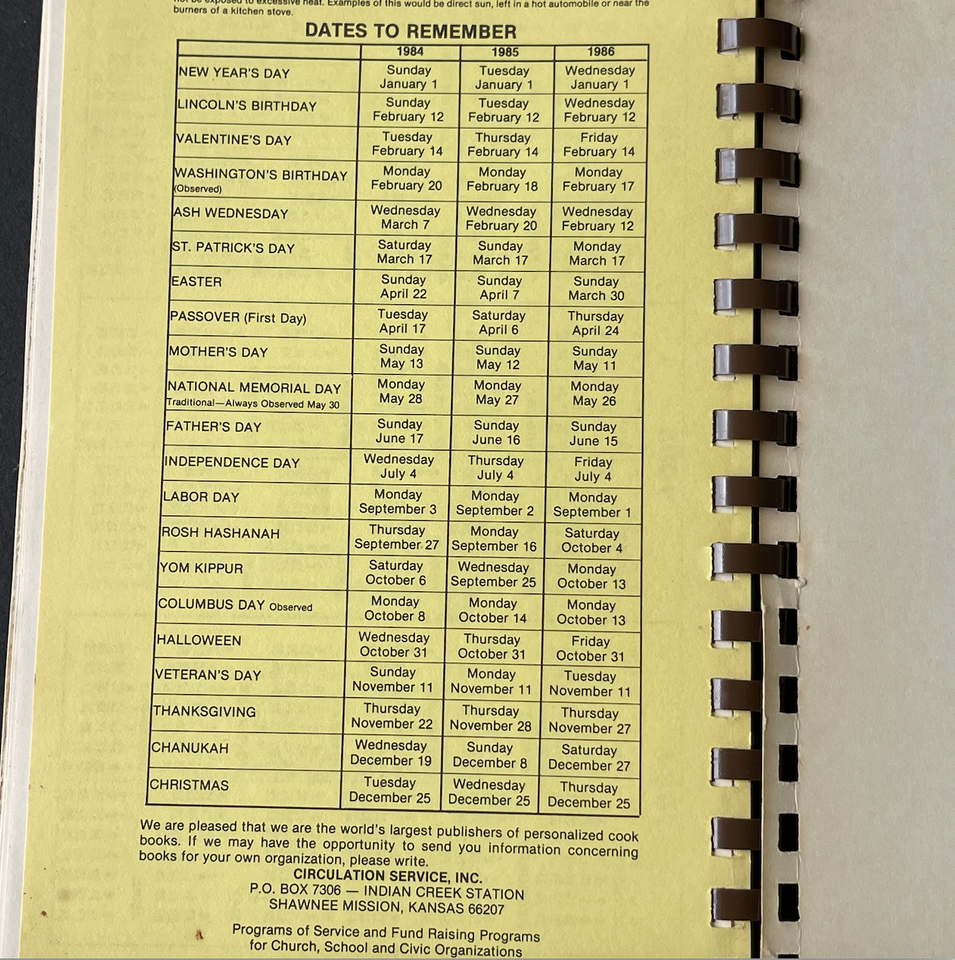 not be exposed to excessive heat. Examples of this would be direct sun, left in a hot automobile or near the
burners of a kitchen stove.
DATES TO REMEMBER
1984 1985 1986
NEW YEAR'S DAY Sunday January 1 Tuesday January 1 Wednesday January 1
LINCOLN'S BIRTHDAY Sunday February 12 Tuesday February 12 Wednesday February 12
VALENTINE'S DAY Tuesday February 14 Thursday February 14 Friday February 14
WASHINGTON'S BIRTHDAY (Observed) Monday February 20 Monday February 18 Monday February 17
ASH WEDNESDAY Wednesday March 7 Wednesday February 20 Wednesday February 12
ST. PATRICK'S DAY Saturday March 17 Sunday March 17 Monday March 17
EASTER Sunday April 22 Sunday April 7 Sunday March 30
PASSOVER (First Day) Tuesday April 17 Saturday April 6 Thursday April 24
MOTHER'S DAY Sunday May 13 Sunday May 12 Sunday May 11
NATIONAL MEMORIAL DAY Traditional—Always Observed May 30 Monday May 28 Monday May 27 Monday May 26
FATHER'S DAY Sunday June 17 Sunday June 16 Sunday June 15
INDEPENDENCE DAY Wednesday July 4 Thursday July 4 Friday July 4
LABOR DAY Monday September 3 Monday September 2 Monday September 1
ROSH HASHANAH Thursday September 27 Monday September 16 Saturday October 4
YOM KIPPUR Saturday October 6 Wednesday September 25 Monday October 13
COLUMBUS DAY Observed Monday October 8 Monday October 14 Monday October 13
HALLOWEEN Wednesday October 31 Thursday October 31 Friday October 31
VETERAN'S DAY Sunday November 11 Monday November 11 Tuesday November 11
THANKSGIVING Thursday November 22 Thursday November 28 Thursday November 27
CHANUKAH Wednesday December 19 Sunday December 8 Saturday December 27
CHRISTMAS Tuesday December 25 Wednesday December 25 Thursday December 25
We are pleased that we are the world's largest publishers of personalized cook
books. If we may have the opportunity to send you information concerning
books for your own organization, please write.
CIRCULATION SERVICE, INC.
P.O. BOX 7306 — INDIAN CREEK STATION
SHAWNEE MISSION, KANSAS 66207
Programs of Service and Fund Raising Programs
for Church, School and Civic Organizations